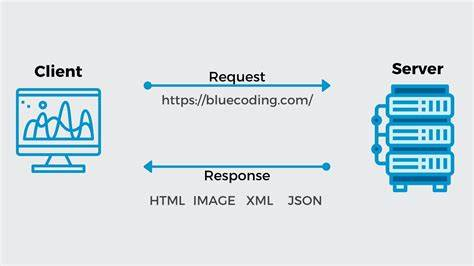 Client
Request
Server
https://bluecoding.com/
Response
HTML IMAGE XML JSON